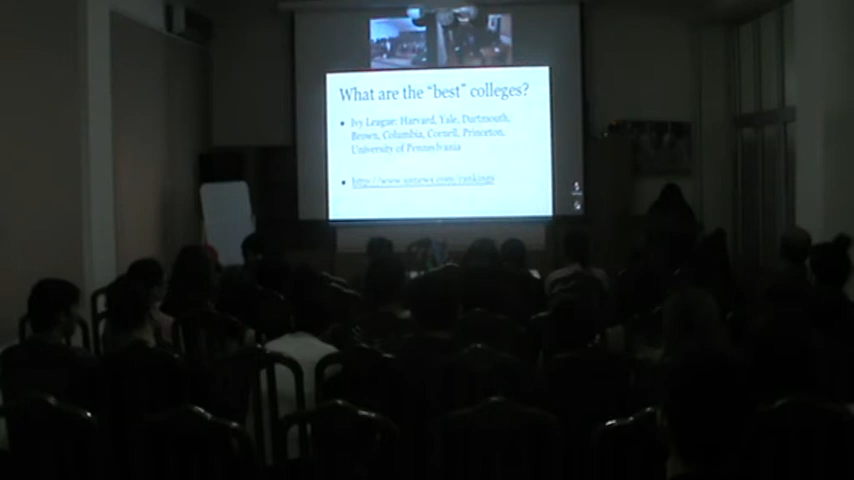 What are the "best" colleges?
• Ivy League: Harvard, Yale, Dartmouth,
Brown, Columbia, Cornell, Princeton,
University of Pennsylvania
• http://www.usnews.com/rankings